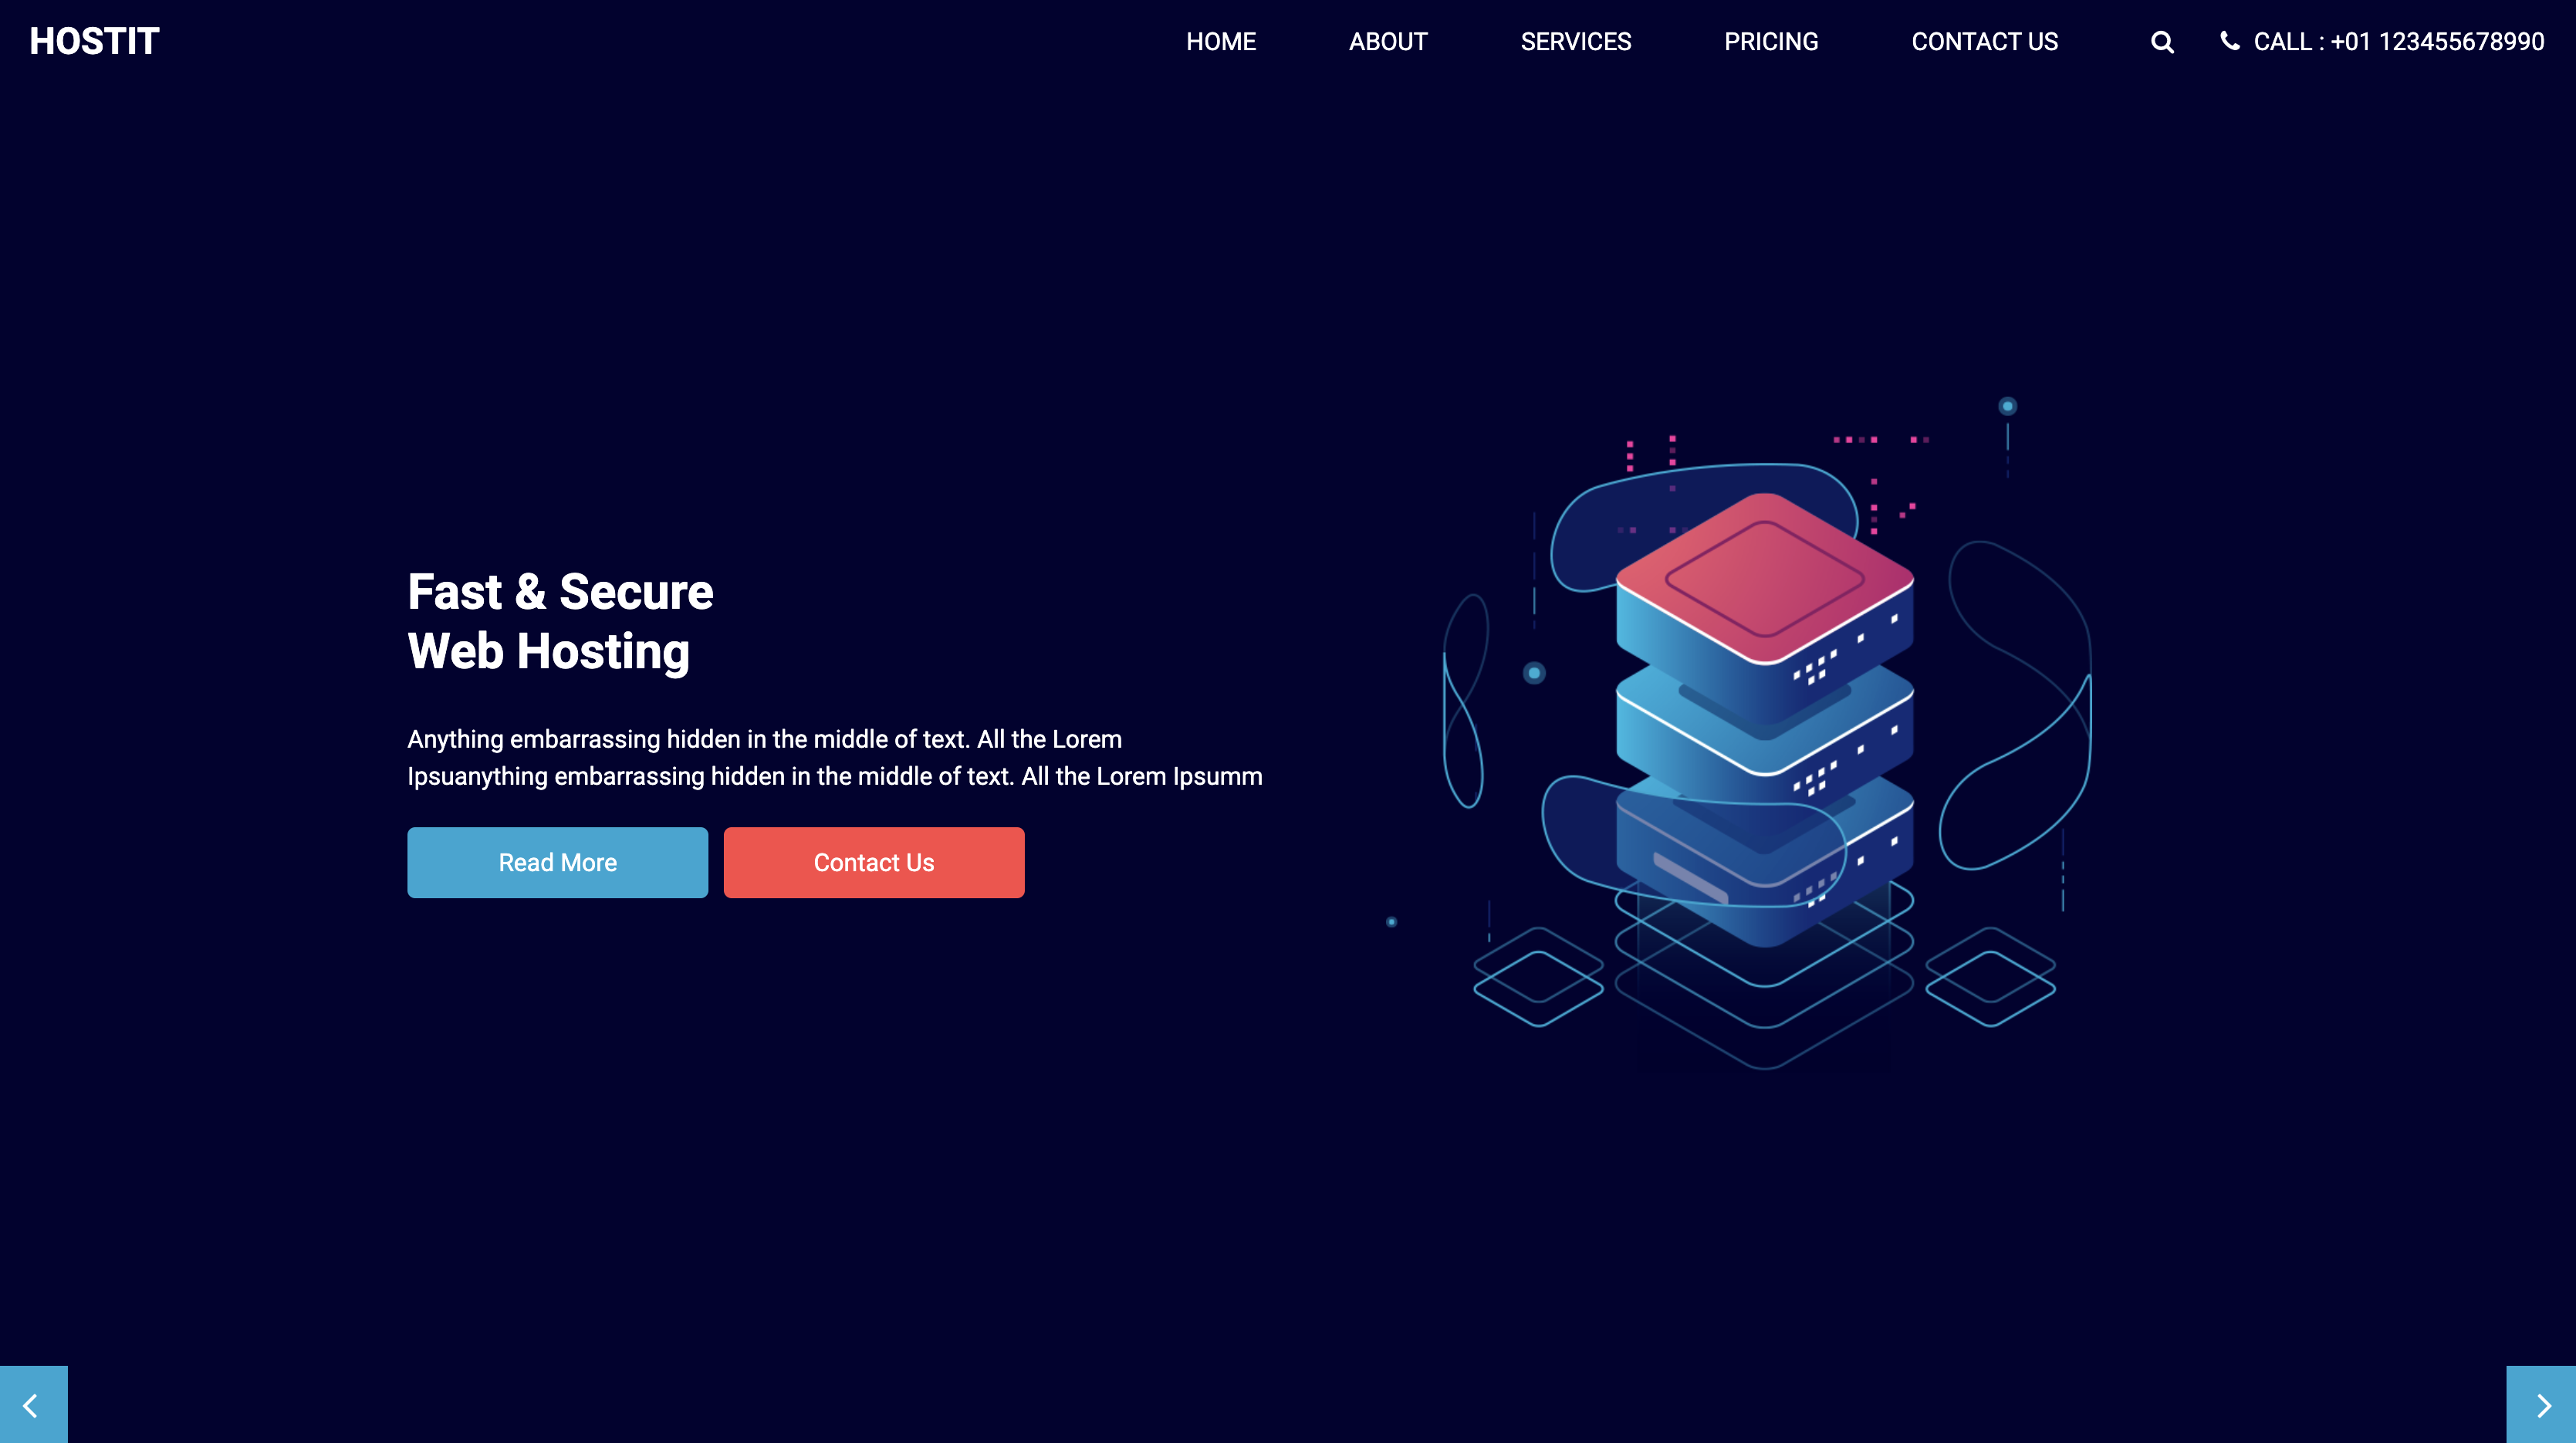 HOSTIT
HOME ABOUT SERVICES PRICING CONTACT US CALL : +01 123455678990
Fast & Secure
Web Hosting
Anything embarrassing hidden in the middle of text. All the Lorem
Ipsuanything embarrassing hidden in the middle of text. All the Lorem Ipsumm
Read More Contact Us